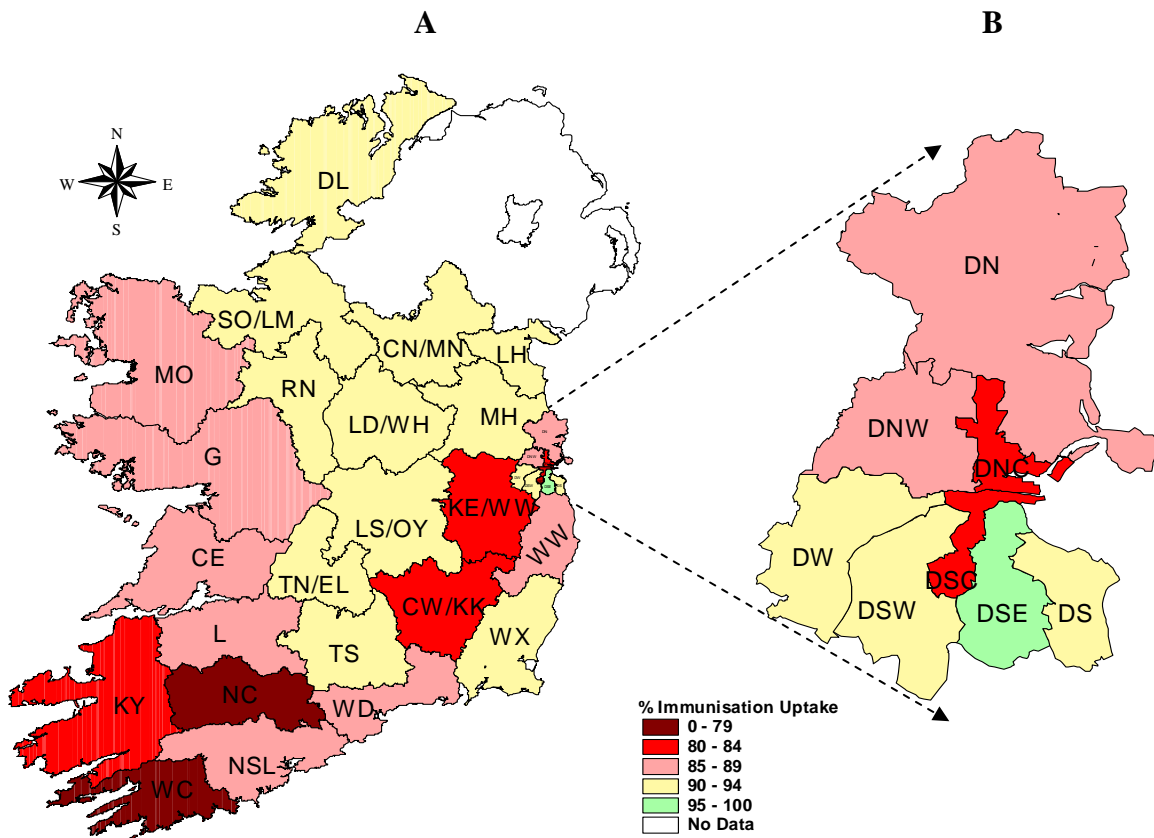 A
B
N
W
E
S
DL
SO/LM
CN/MN
LH
MO
RN
LD/WH
MH
G
KE/WW
LS/OY
WW
CE
TN/EL
CW/KK
WX
L
TS
NC
KY
WD
NSL
WC
DN
DNW
DNC
DW
DSC
DSW
DSE
DS
% Immunisation Uptake
0 - 79
80 - 84
85 - 89
90 - 94
95 - 100
No Data